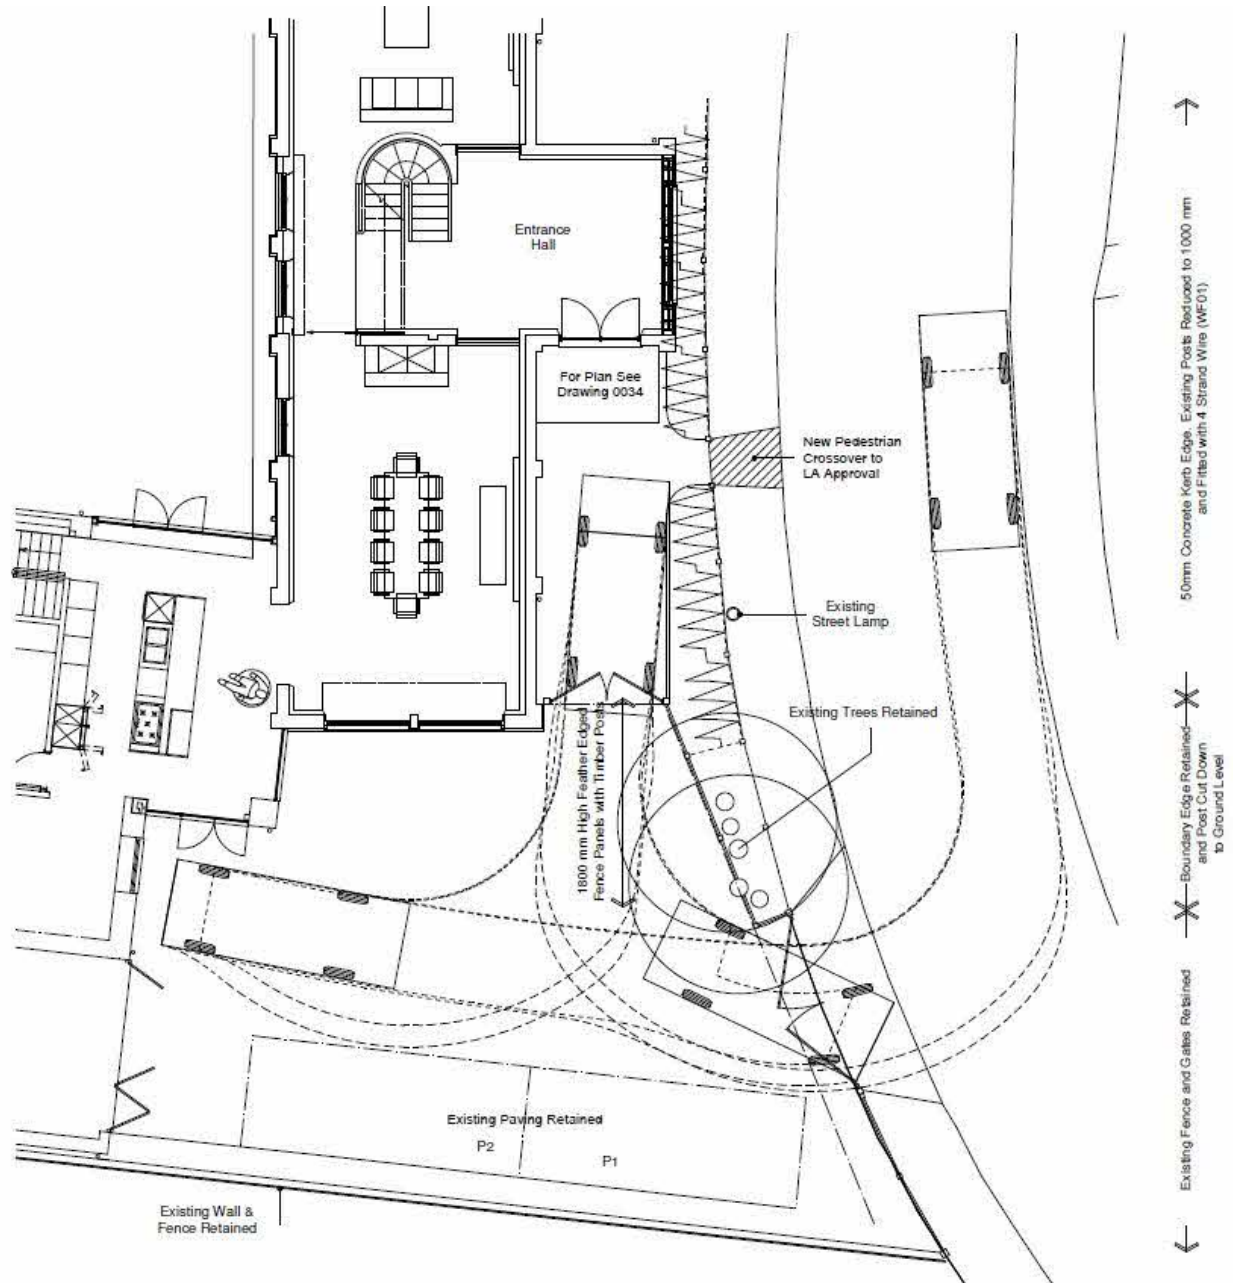 Entrance
Hall
For Plan See
Drawing 0034
New Pedestrian
Crossover to
LA Approval
Existing
Street Lamp
Existing Trees Retained
1800 mm High Feather Edged
Fence Panels with Timber Posts
Existing Paving Retained
P2
P1
Existing Wall &
Fence Retained
50mm Concrete Kerb Edge. Existing Posts Reduced to 1000 mm
and Fitted with 4 Strand Wire (WF01)
Boundary Edge Retained
and Post Cut Down
to Ground Level
Existing Fence and Gates Retained